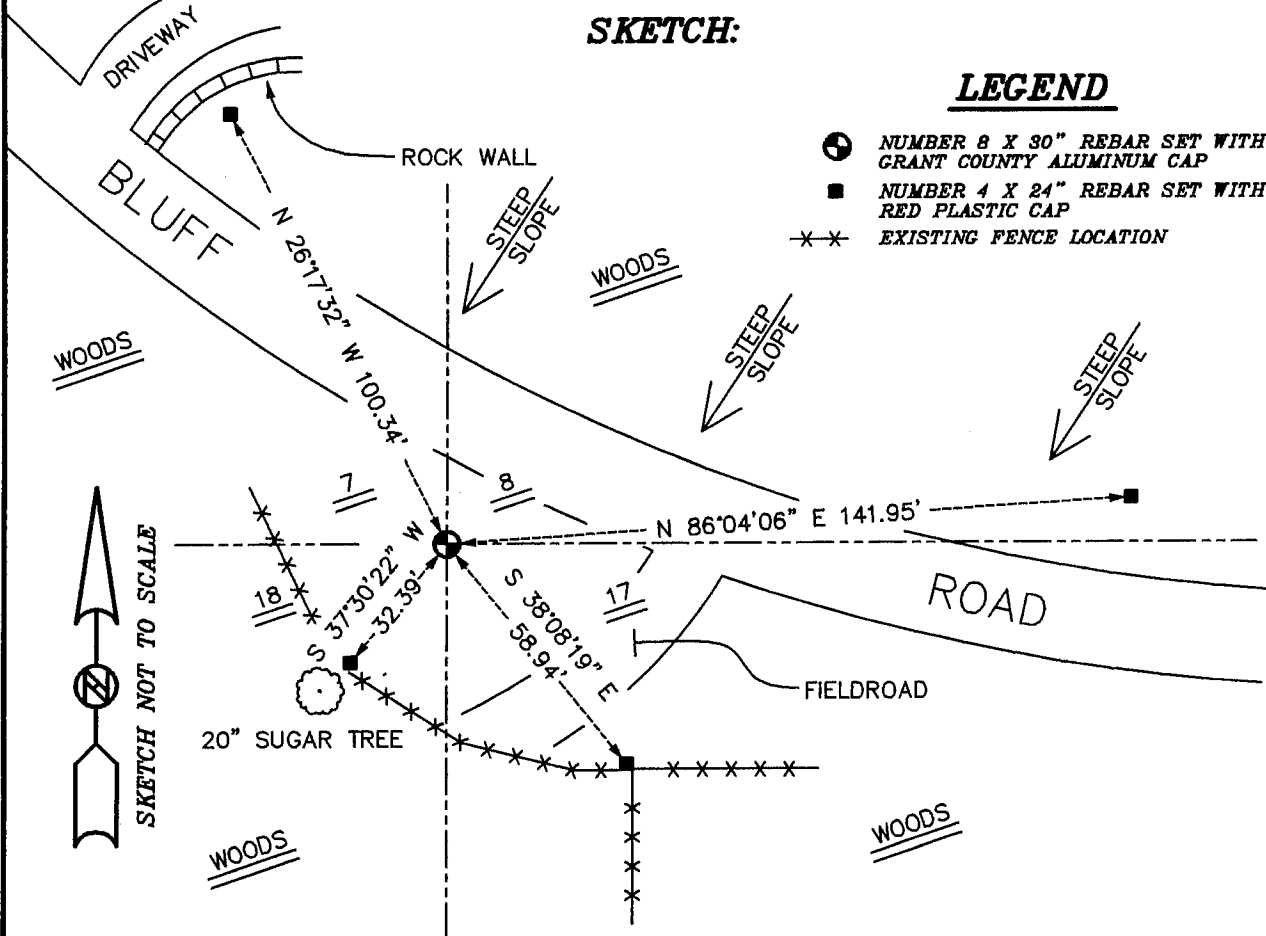 SKETCH:
DRIVEWAY
LEGEND
NUMBER 8 X 30" REBAR SET WITH
GRANT COUNTY ALUMINUM CAP
NUMBER 4 X 24" REBAR SET WITH
RED PLASTIC CAP
EXISTING FENCE LOCATION
ROCK WALL
BLUFF
STEEP
SLOPE
WOODS
N 26°17'32" W 100.34'
WOODS
STEEP
SLOPE
STEEP
SLOPE
7
8
N 86°04'06" E 141.95'
18
17
S 37°30'22" W
32.39'
S 38°08'19" E
58.94'
ROAD
FIELDROAD
20" SUGAR TREE
N
SKETCH NOT TO SCALE
WOODS
WOODS